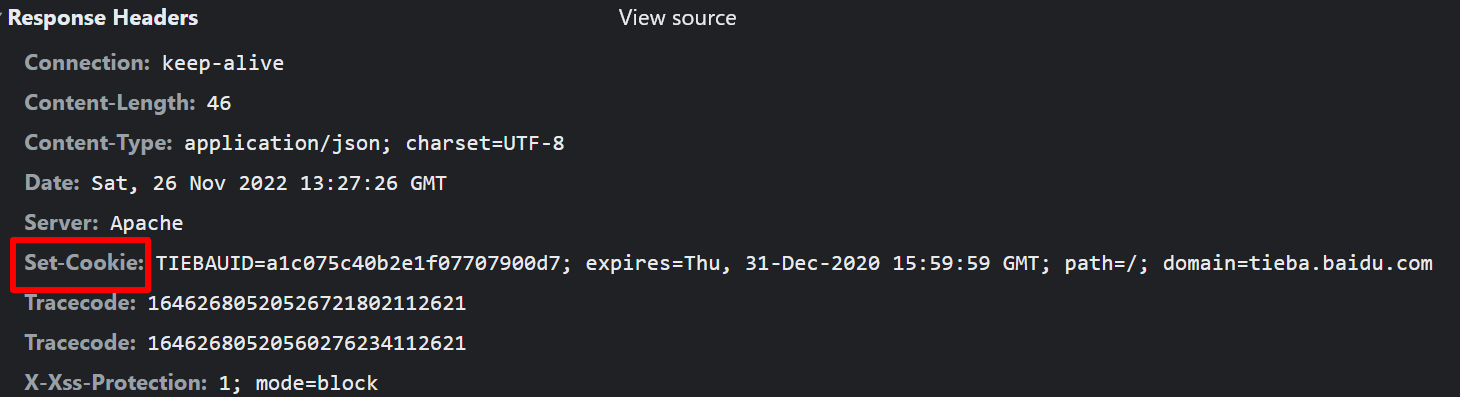 Response Headers View source
Connection: keep-alive
Content-Length: 46
Content-Type: application/json; charset=UTF-8
Date: Sat, 26 Nov 2022 13:27:26 GMT
Server: Apache
Set-Cookie: TIEBAUID=a1c075c40b2e1f07707900d7; expires=Thu, 31-Dec-2020 15:59:59 GMT; path=/; domain=tieba.baidu.com
Tracecode: 16462680520526721802112621
Tracecode: 16462680520560276234112621
X-Xss-Protection: 1; mode=block